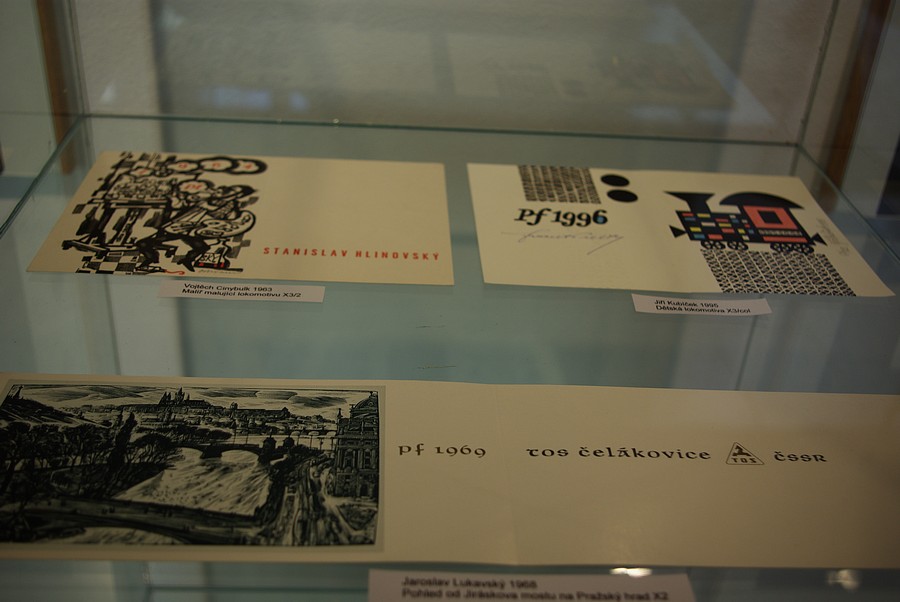 STANISLAV HLINOVSKÝ
Vojtěch Cinybulk 1963
Malíř malující lokomotivu X3/2
Pf 1996
Jiří Kubíček 1995
Dětská lokomotiva X3/col
pf 1969
TOS čelákovice
TOS
čssr
Jaroslav Lukavský 1968
Pohled od Jiráskova mostu na Pražský hrad X2